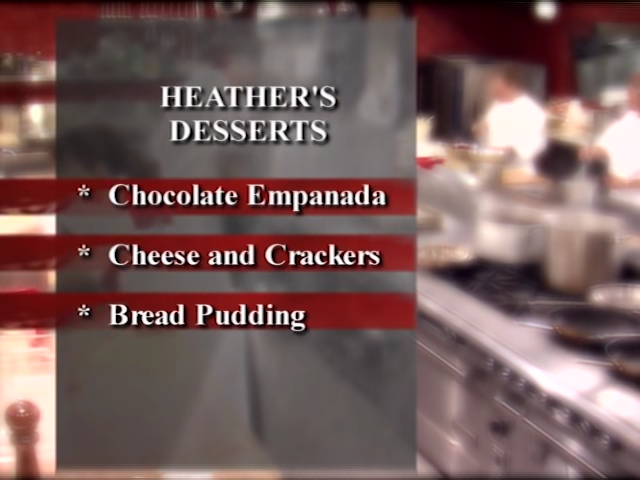 HEATHER'S
DESSERTS
* Chocolate Empanada
* Cheese and Crackers
* Bread Pudding